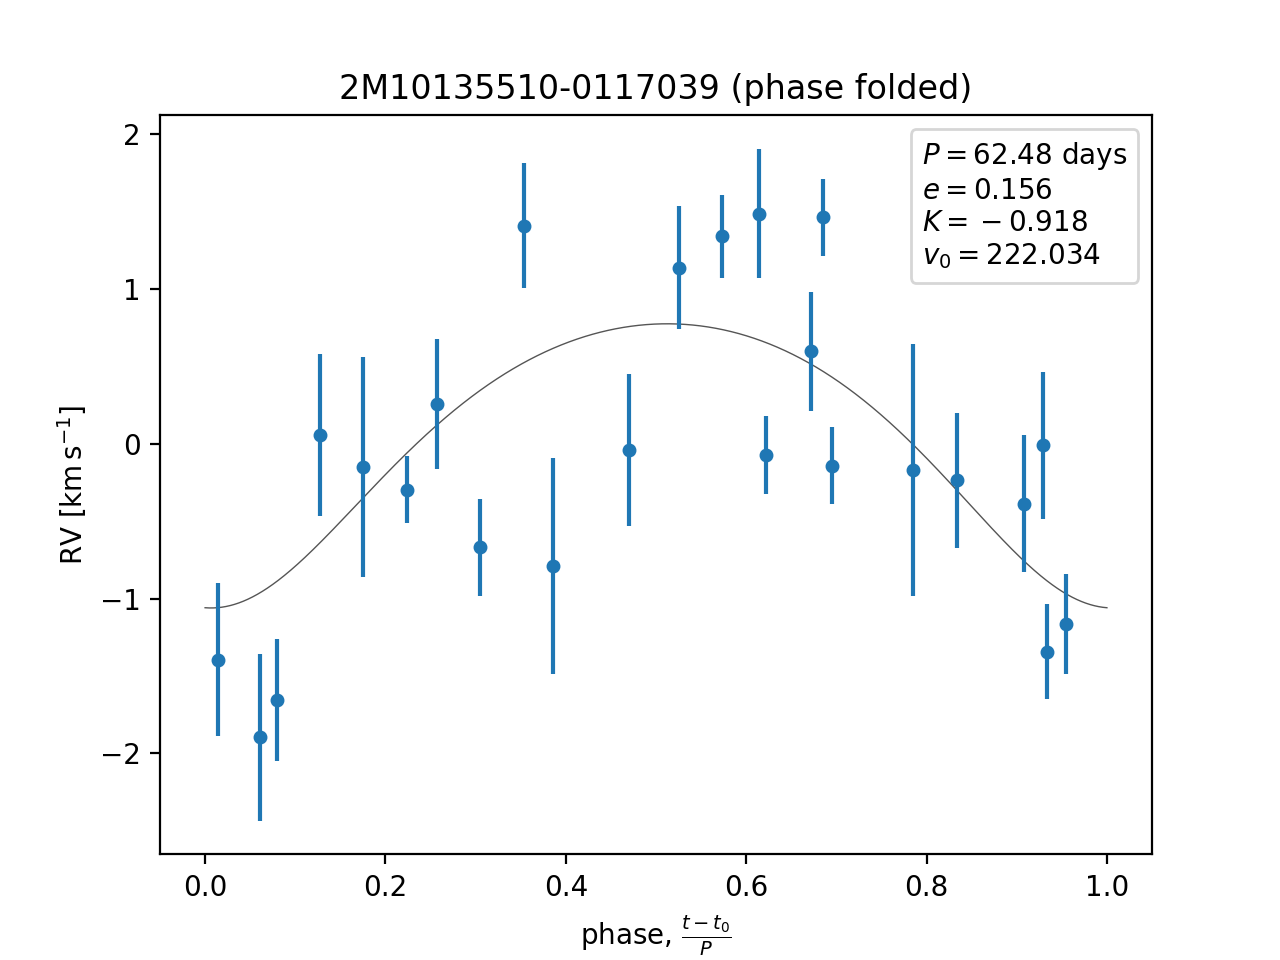 2M10135510-0117039 (phase folded)
P = 62.48 days
e = 0.156
K = −0.918
v₀ = 222.034
2
1
0
−1
−2
RV [km s⁻¹]
0.0 0.2 0.4 0.6 0.8 1.0
phase, (t − t₀)/P